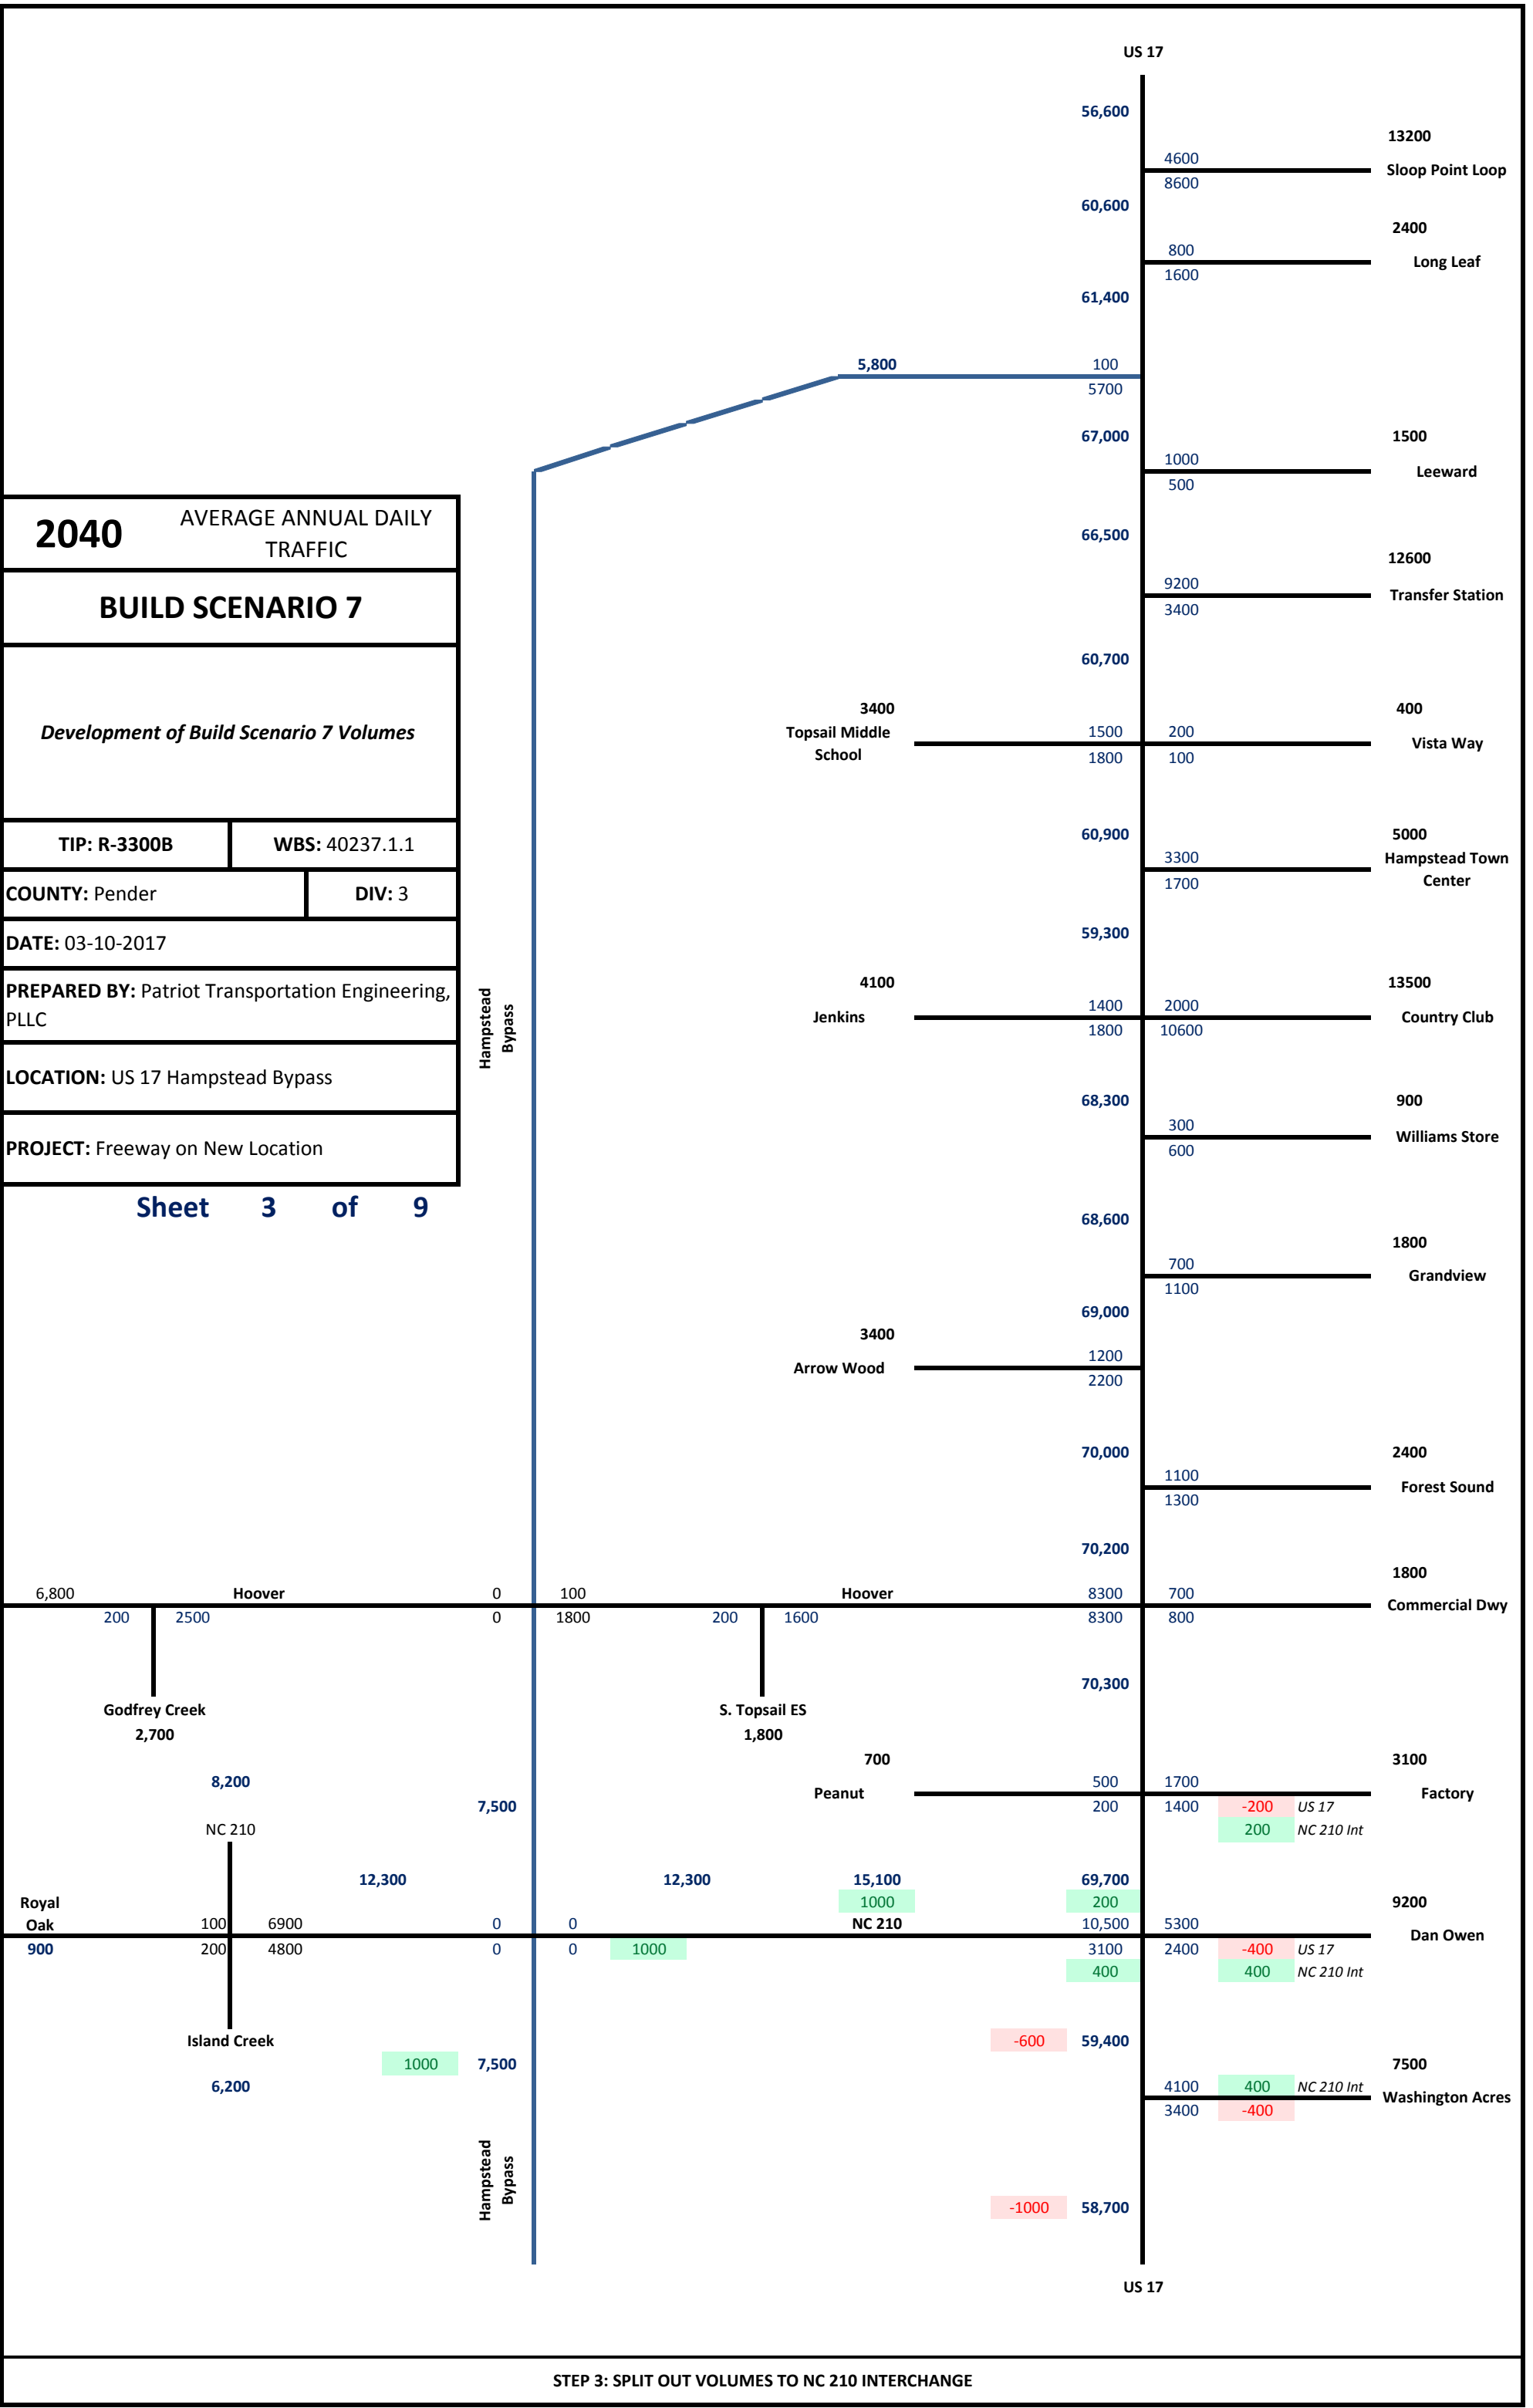 US 17
56,600
13200
4600
Sloop Point Loop
8600
60,600
2400
800
Long Leaf
1600
61,400
5,800
100
5700
67,000
1500
1000
Leeward
500
2040
AVERAGE ANNUAL DAILY
TRAFFIC
66,500
12600
BUILD SCENARIO 7
9200
Transfer Station
3400
60,700
Development of Build Scenario 7 Volumes
3400
400
Topsail Middle
School
1500
200
Vista Way
1800
100
TIP: R-3300B
WBS: 40237.1.1
60,900
5000
3300
Hampstead Town
Center
1700
COUNTY: Pender
DIV: 3
DATE: 03-10-2017
59,300
PREPARED BY: Patriot Transportation Engineering,
PLLC
Hampstead
Bypass
4100
13500
1400
2000
Jenkins
Country Club
1800
10600
LOCATION: US 17 Hampstead Bypass
68,300
900
300
Williams Store
600
PROJECT: Freeway on New Location
Sheet 3 of 9
68,600
1800
700
Grandview
1100
69,000
3400
1200
Arrow Wood
2200
70,000
2400
1100
Forest Sound
1300
70,200
1800
6,800
Hoover
0
100
Hoover
8300
700
Commercial Dwy
200
2500
0
1800
200
1600
8300
800
70,300
Godfrey Creek
2,700
S. Topsail ES
1,800
700
3100
8,200
500
1700
Peanut
Factory
7,500
200
1400
-200
US 17
NC 210
200
NC 210 Int
12,300
12,300
15,100
69,700
Royal
Oak
1000
200
9200
100
6900
0
0
NC 210
10,500
5300
Dan Owen
900
200
4800
0
0
1000
3100
2400
-400
US 17
400
400
NC 210 Int
Island Creek
-600
59,400
1000
7,500
7500
6,200
4100
400
NC 210 Int
Washington Acres
3400
-400
Hampstead
Bypass
-1000
58,700
US 17
STEP 3: SPLIT OUT VOLUMES TO NC 210 INTERCHANGE